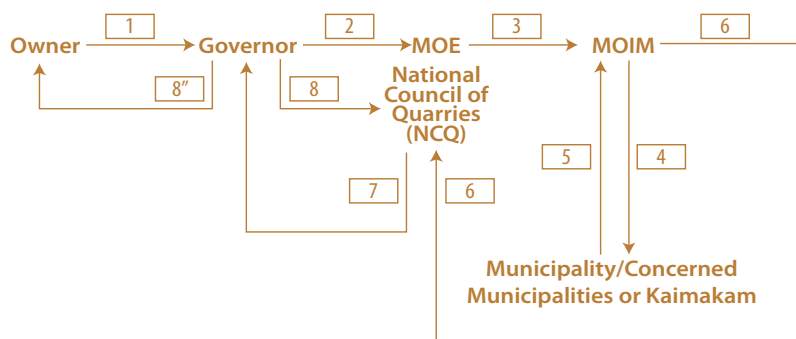 1
2
3
6
Owner
Governor
MOE
MOIM
National
Council of
Quarries
(NCQ)
8”
8
5
4
7
6
Municipality/Concerned
Municipalities or Kaimakam